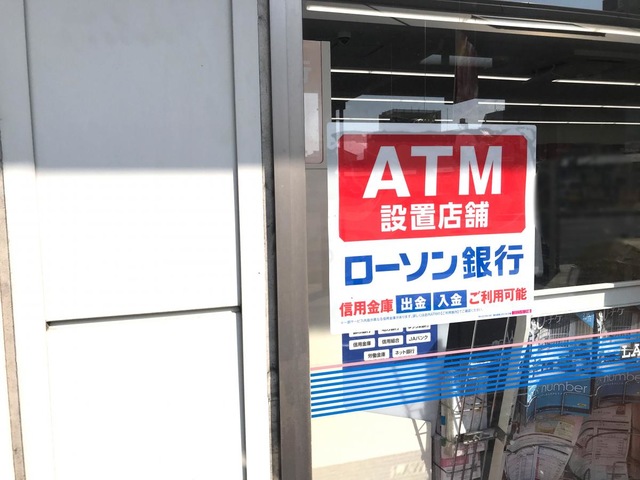 ATM
設置店舗
ローソン銀行
信用金庫 出金 入金 ご利用可能
信用金庫 信用組合 JAバンク
労働金庫 ネット銀行
LA
number
number